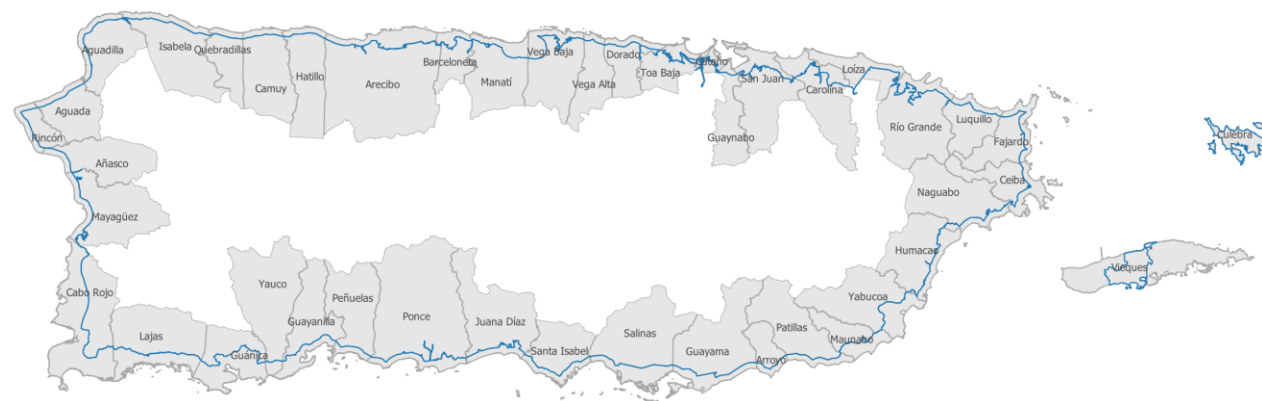 Aguadilla
Isabela
Quebradillas
Camuy
Hatillo
Arecibo
Barceloneta
Manatí
Vega Baja
Vega Alta
Dorado
Toa Baja
Cataño
Guaynabo
San Juan
Carolina
Loíza
Río Grande
Luquillo
Fajardo
Ceiba
Naguabo
Humacao
Yabucoa
Maunabo
Patillas
Arroyo
Guayama
Salinas
Santa Isabel
Juana Díaz
Ponce
Peñuelas
Guayanilla
Yauco
Guánica
Lajas
Cabo Rojo
Mayagüez
Añasco
Rincón
Aguada
Culebra
Vieques